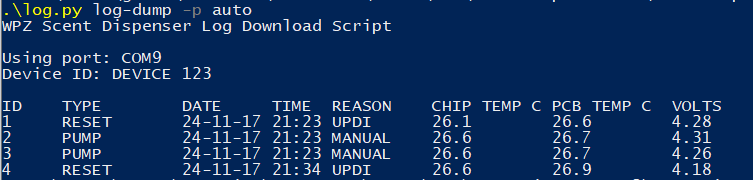 .\log.py log-dump -p auto
WPZ Scent Dispenser Log Download Script
Using port: COM9
Device ID: DEVICE 123
ID TYPE DATE TIME REASON CHIP TEMP C PCB TEMP C VOLTS
1 RESET 24-11-17 21:23 UPDI 26.1 26.6 4.28
2 PUMP 24-11-17 21:23 MANUAL 26.6 26.7 4.31
3 PUMP 24-11-17 21:23 MANUAL 26.6 26.7 4.26
4 RESET 24-11-17 21:34 UPDI 26.6 26.9 4.18